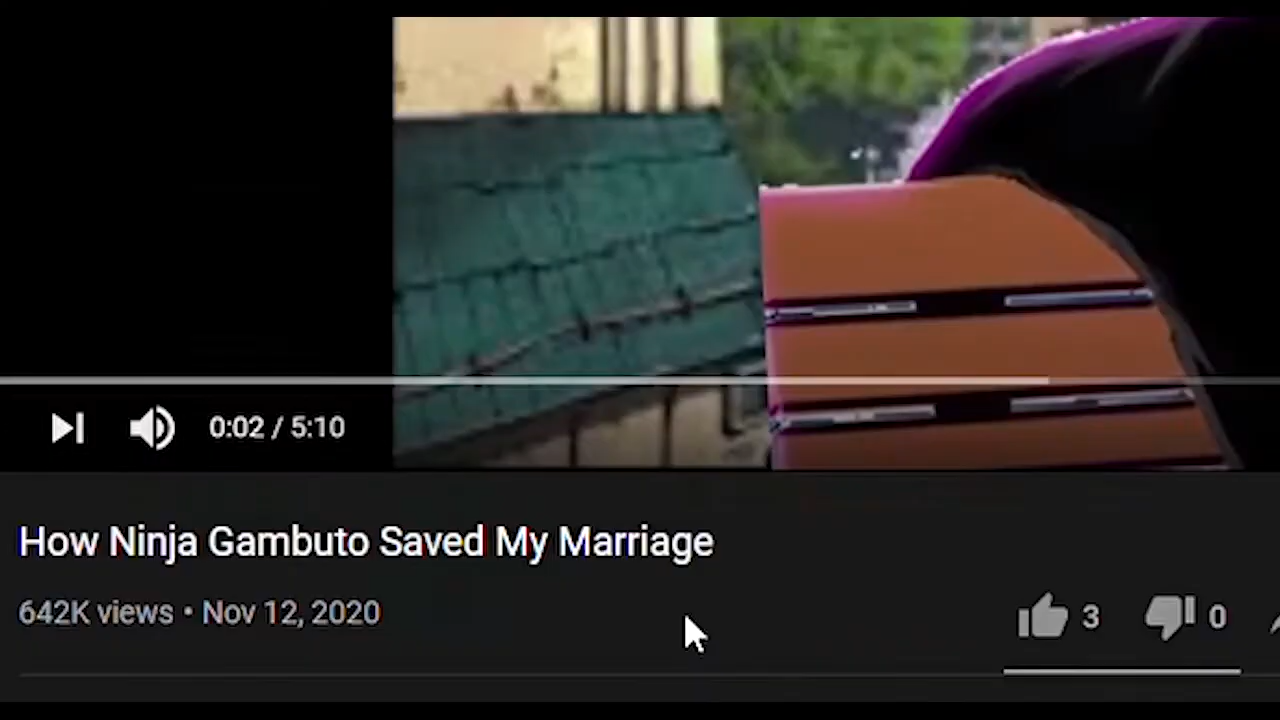 0:02 / 5:10
How Ninja Gambuto Saved My Marriage
642K views • Nov 12, 2020
3
0